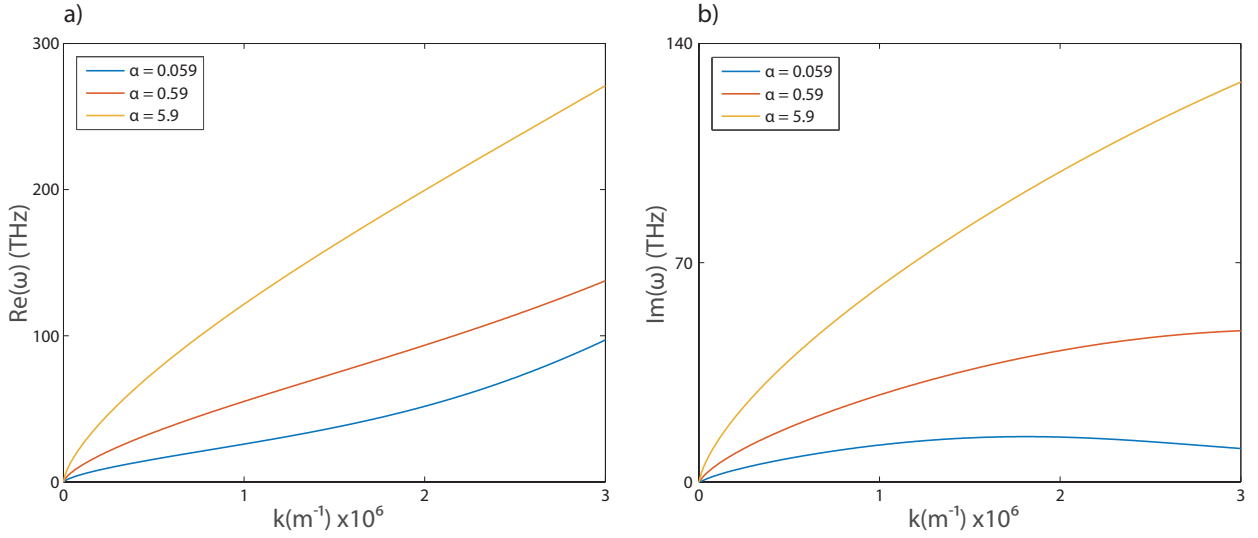 a)
300
200
100
0
Re(ω) (THz)
α = 0.059
α = 0.59
α = 5.9
0 1 2 3
k(m⁻¹) x10⁶
b)
140
70
0
Im(ω) (THz)
α = 0.059
α = 0.59
α = 5.9
0 1 2 3
k(m⁻¹) x10⁶